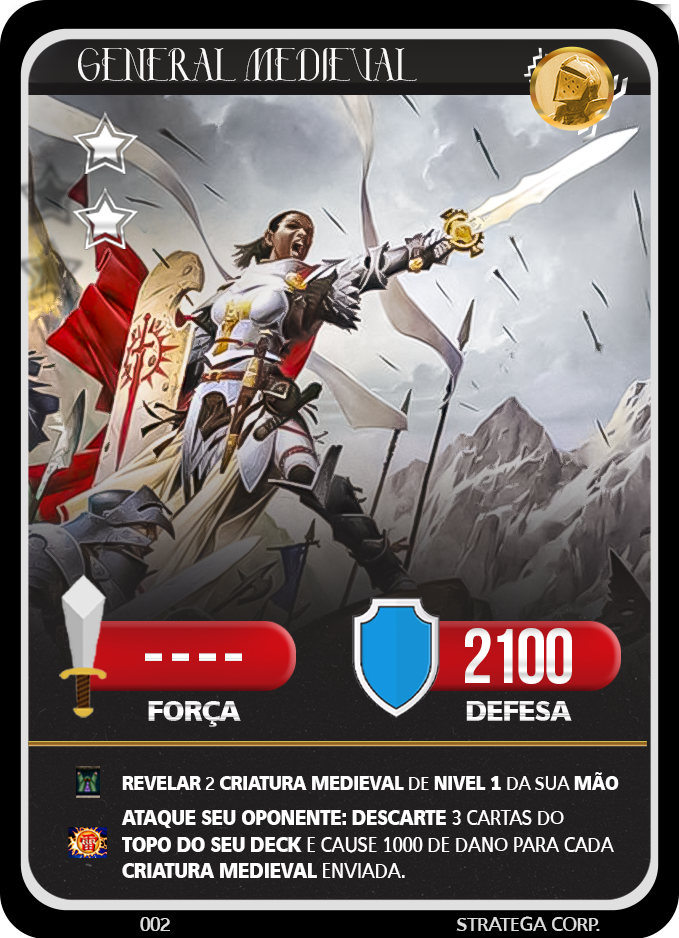 GENERAL MEDIEVAL
----
2100
FORÇA
DEFESA
REVELAR 2 CRIATURA MEDIEVAL DE NIVEL 1 DA SUA MÃO
ATAQUE SEU OPONENTE: DESCARTE 3 CARTAS DO
TOPO DO SEU DECK E CAUSE 1000 DE DANO PARA CADA
CRIATURA MEDIEVAL ENVIADA.
002
STRATEGA CORP.